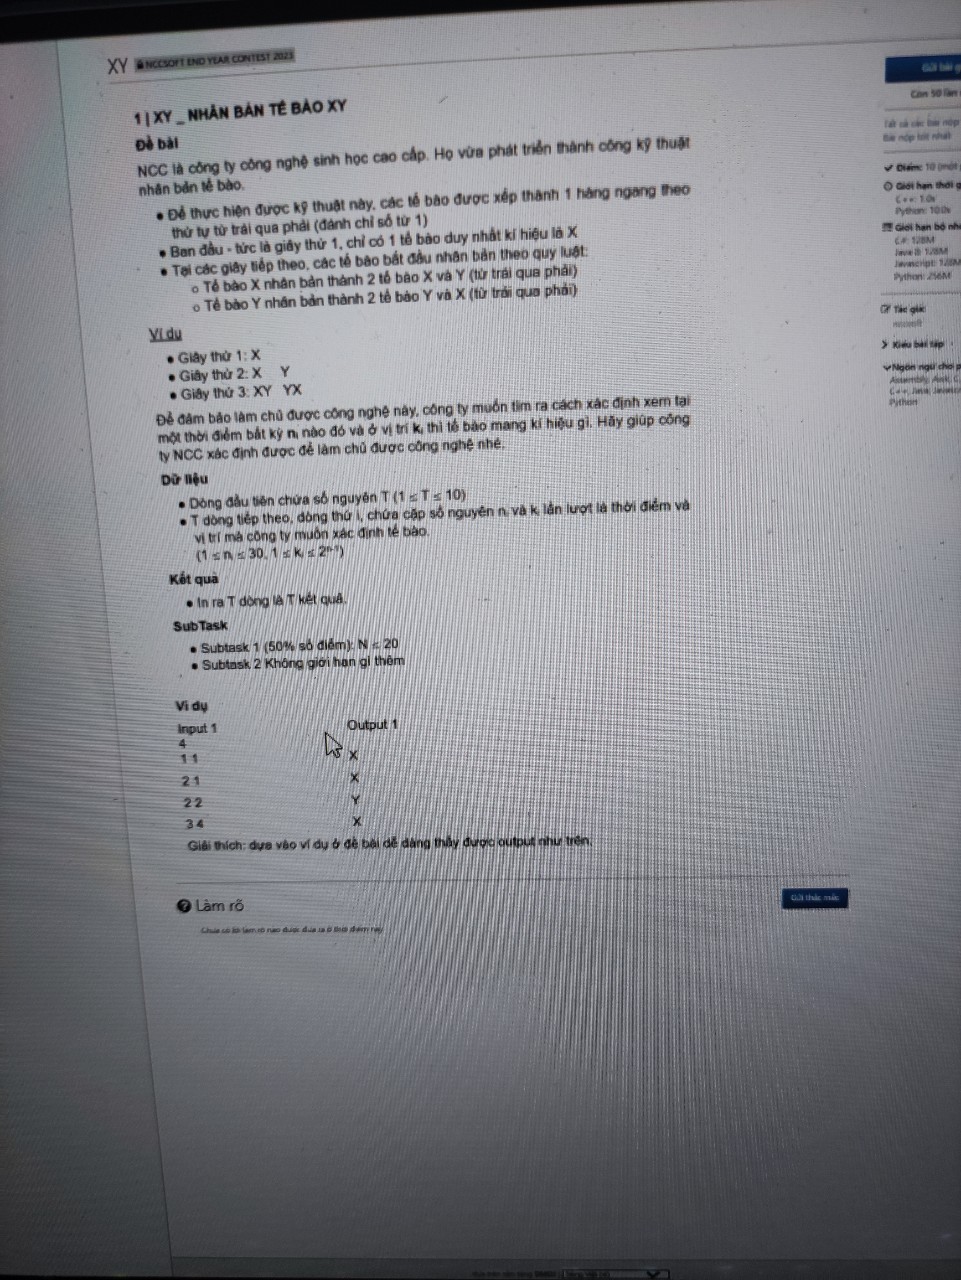 XY NCCSOFT END YEAR CONTEST 2023
1 | XY _ NHÂN BẢN TẾ BÀO XY
Đề bài
NCC là công ty công nghệ sinh học cao cấp. Họ vừa phát triển thành công kỹ thuật
nhân bản tế bào.
• Để thực hiện được kỹ thuật này, các tế bào được xếp thành 1 hàng ngang theo
thứ tự từ trái qua phải (đánh chỉ số từ 1)
• Ban đầu - tức là giây thứ 1, chỉ có 1 tế bào duy nhất kí hiệu là X
• Tại các giây tiếp theo, các tế bào bắt đầu nhân bản theo quy luật:
o Tế bào X nhân bản thành 2 tế bào X và Y (từ trái qua phải)
o Tế bào Y nhân bản thành 2 tế bào Y và X (từ trái qua phải)
Ví dụ
• Giây thứ 1: X
• Giây thứ 2: X Y
• Giây thứ 3: XY YX
Để đảm bảo làm chủ được công nghệ này, công ty muốn tìm ra cách xác định xem tại
một thời điểm bất kỳ nᵢ nào đó và ở vị trí kᵢ thì tế bào mang kí hiệu gì. Hãy giúp công
ty NCC xác định được để làm chủ được công nghệ nhé.
Dữ liệu
• Dòng đầu tiên chứa số nguyên T (1 ≤ T ≤ 10)
• T dòng tiếp theo, dòng thứ i, chứa cặp số nguyên nᵢ và kᵢ lần lượt là thời điểm và
vị trí mà công ty muốn xác định tế bào.
(1 ≤ nᵢ ≤ 30, 1 ≤ kᵢ ≤ 2ⁿⁱ⁻¹)
Kết quả
• In ra T dòng là T kết quả.
SubTask
• Subtask 1 (50% số điểm): N ≤ 20
• Subtask 2 Không giới hạn gì thêm
Ví dụ
Input 1 Output 1
4
1 1 X
2 1 X
2 2 Y
3 4 X
Giải thích: dựa vào ví dụ ở đề bài dễ dàng thấy được output như trên.
Làm rõ
Gửi thắc mắc
Chưa có lời làm rõ nào được đưa ra ở thời điểm này
Gửi bài g
Còn 50 lần
Tất cả các bài nộp
Bài nộp tốt nhất
Điểm: 10
Giới hạn thời g
C++: 1.0s
Python: 10.0s
Giới hạn bộ nh
C#: 128M
Java 8: 128M
Javascript: 128M
Python: 256M
Tác giả:
nccsoft
Kiểu bài tập
Ngôn ngữ cho p
Assembly, Awk, C,
C++, Java,
Python